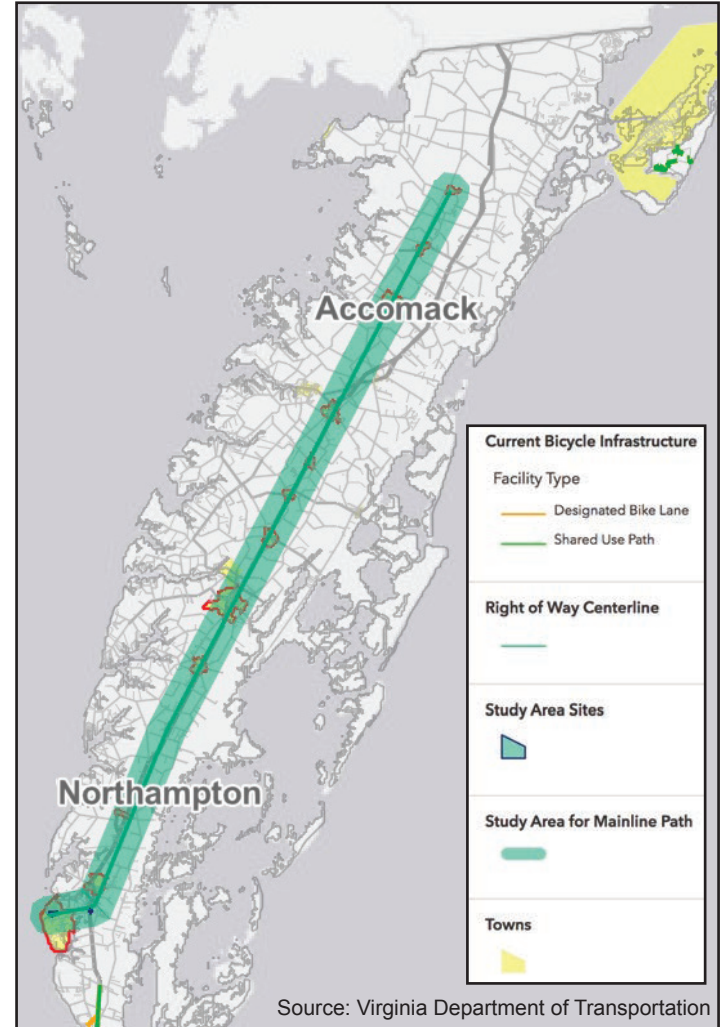 Accomack
Northampton
Current Bicycle Infrastructure
Facility Type
Designated Bike Lane
Shared Use Path
Right of Way Centerline
Study Area Sites
Study Area for Mainline Path
Towns
Source: Virginia Department of Transportation